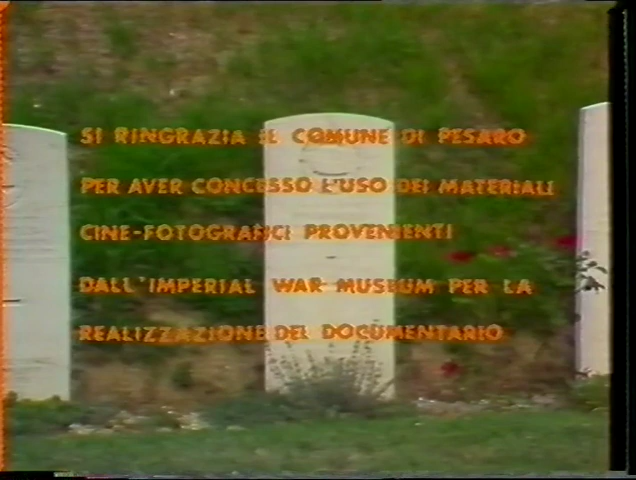 SI RINGRAZIA IL COMUNE DI PESARO
PER AVER CONCESSO L'USO DEI MATERIALI
CINE-FOTOGRAFICI PROVENIENTI
DALL'IMPERIAL WAR MUSEUM PER LA
REALIZZAZIONE DEL DOCUMENTARIO